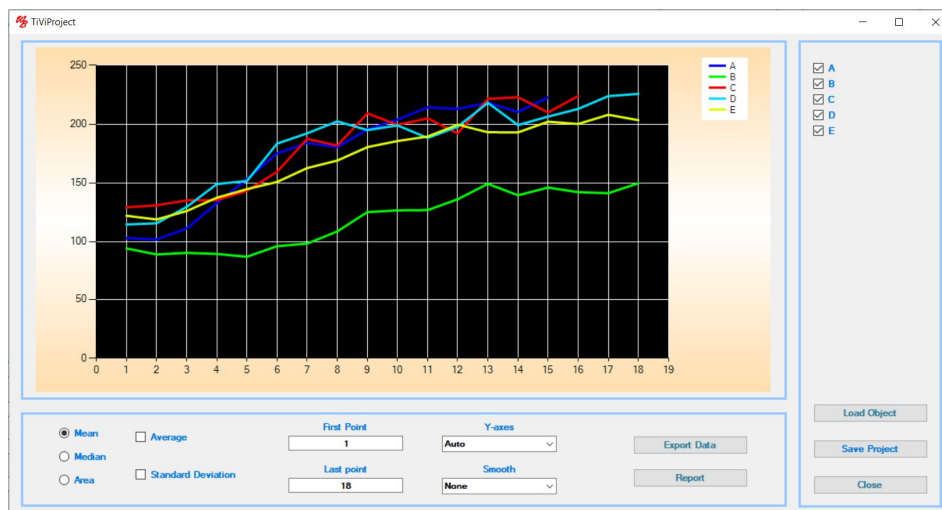 TiViProject
250
200
150
100
50
0
0 1 2 3 4 5 6 7 8 9 10 11 12 13 14 15 16 17 18 19
A
B
C
D
E
A
B
C
D
E
Mean
Median
Area
Average
Standard Deviation
First Point
1
Last point
18
Y-axes
Auto
Smooth
None
Export Data
Report
Load Object
Save Project
Close